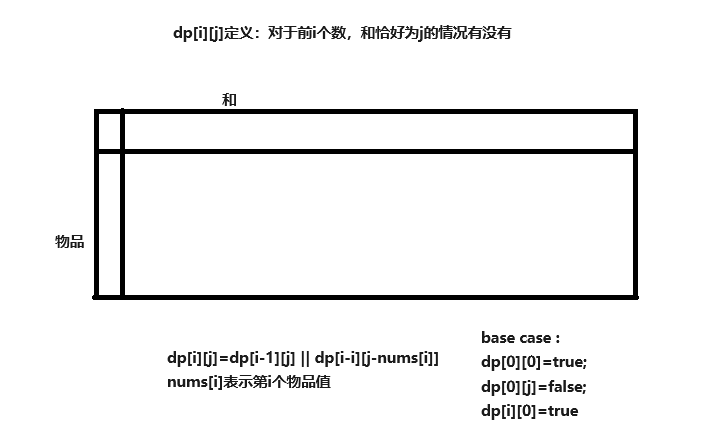 dp[i][j]定义：对于前i个数，和恰好为j的情况有没有
和
物品
dp[i][j]=dp[i-1][j] || dp[i-i][j-nums[i]]
nums[i]表示第i个物品值
base case :
dp[0][0]=true;
dp[0][j]=false;
dp[i][0]=true